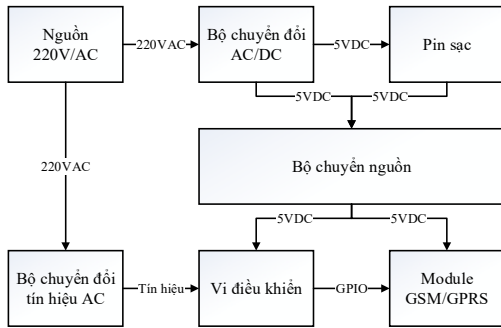 Nguồn
220V/AC
220VAC
Bộ chuyển đổi
AC/DC
5VDC
Pin sạc
5VDC
5VDC
220VAC
Bộ chuyển nguồn
5VDC
5VDC
Bộ chuyển đổi
tín hiệu AC
Tín hiệu
Vi điều khiển
GPIO
Module
GSM/GPRS